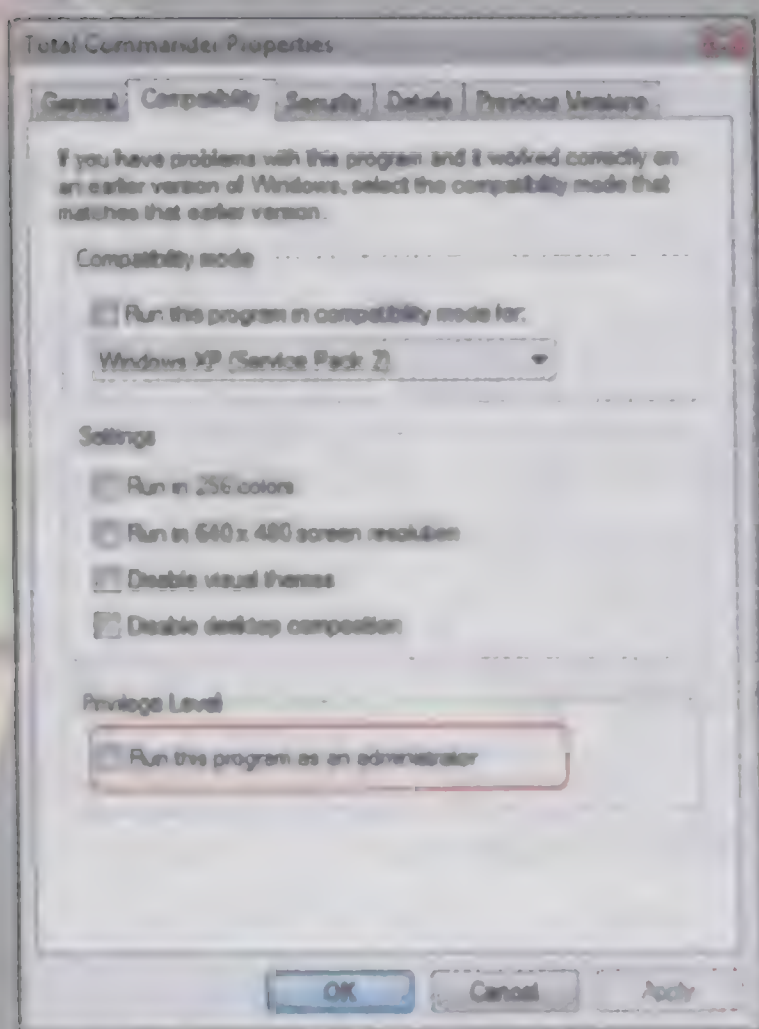 Total Commander Properties
General Compatibility Security Details Previous Versions
If you have problems with this program and it worked correctly on
an earlier version of Windows, select the compatibility mode that
matches that earlier version.
Compatibility mode
Run this program in compatibility mode for:
Windows XP (Service Pack 2)
Settings
Run in 256 colors
Run in 640 x 480 screen resolution
Disable visual themes
Disable desktop composition
Privilege Level
Run this program as an administrator
OK Cancel Apply